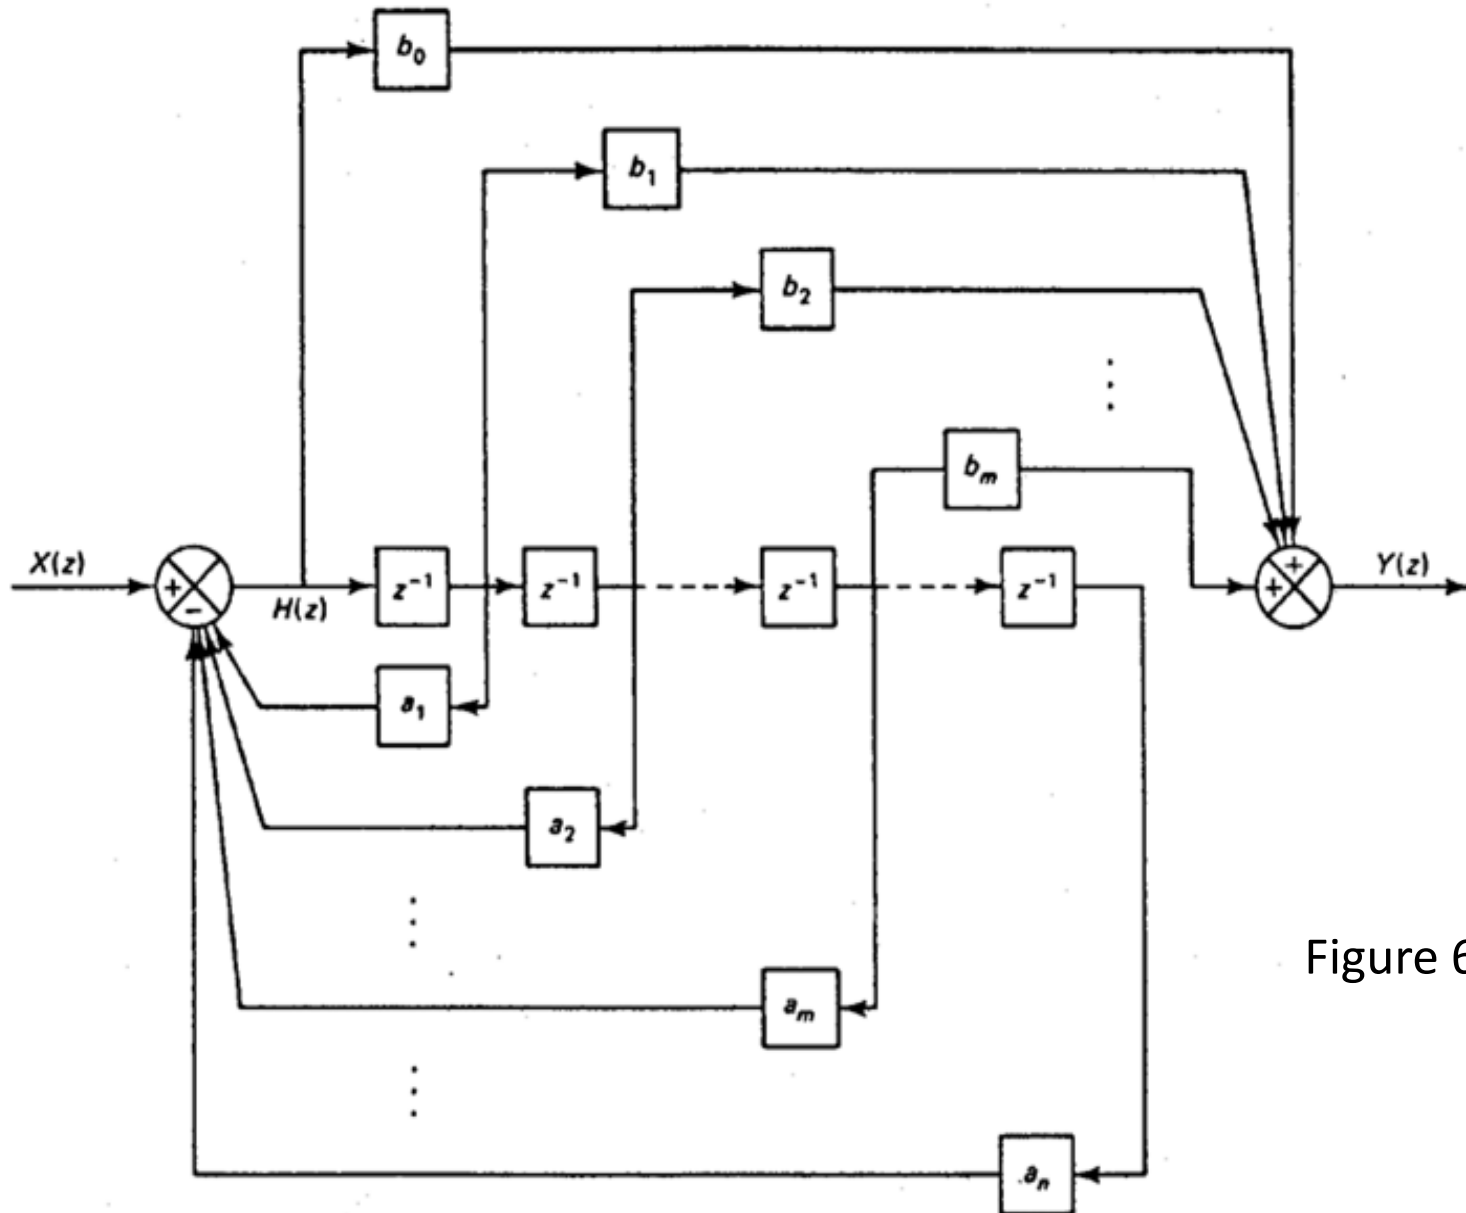 b₀
b₁
b₂
bₘ
X(z)
+
−
H(z)
z⁻¹
z⁻¹
z⁻¹
z⁻¹
+
+
Y(z)
a₁
a₂
aₘ
aₙ
Figure 6